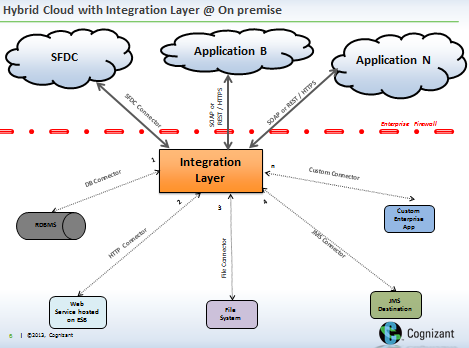 Hybrid Cloud with Integration Layer @ On premise
SFDC
Application B
Application N
SFDC Connector
SOAP or
REST / HTTPS
SOAP or REST / HTTPS
Enterprise Firewall
Integration
Layer
1
2
3
4
n
DB Connector
HTTP Connector
File Connector
JMS Connector
Custom Connector
RDBMS
Custom
Enterprise
App
Web
Service hosted
on ESB
File
System
JMS
Destination
6 | ©2013, Cognizant
Cognizant